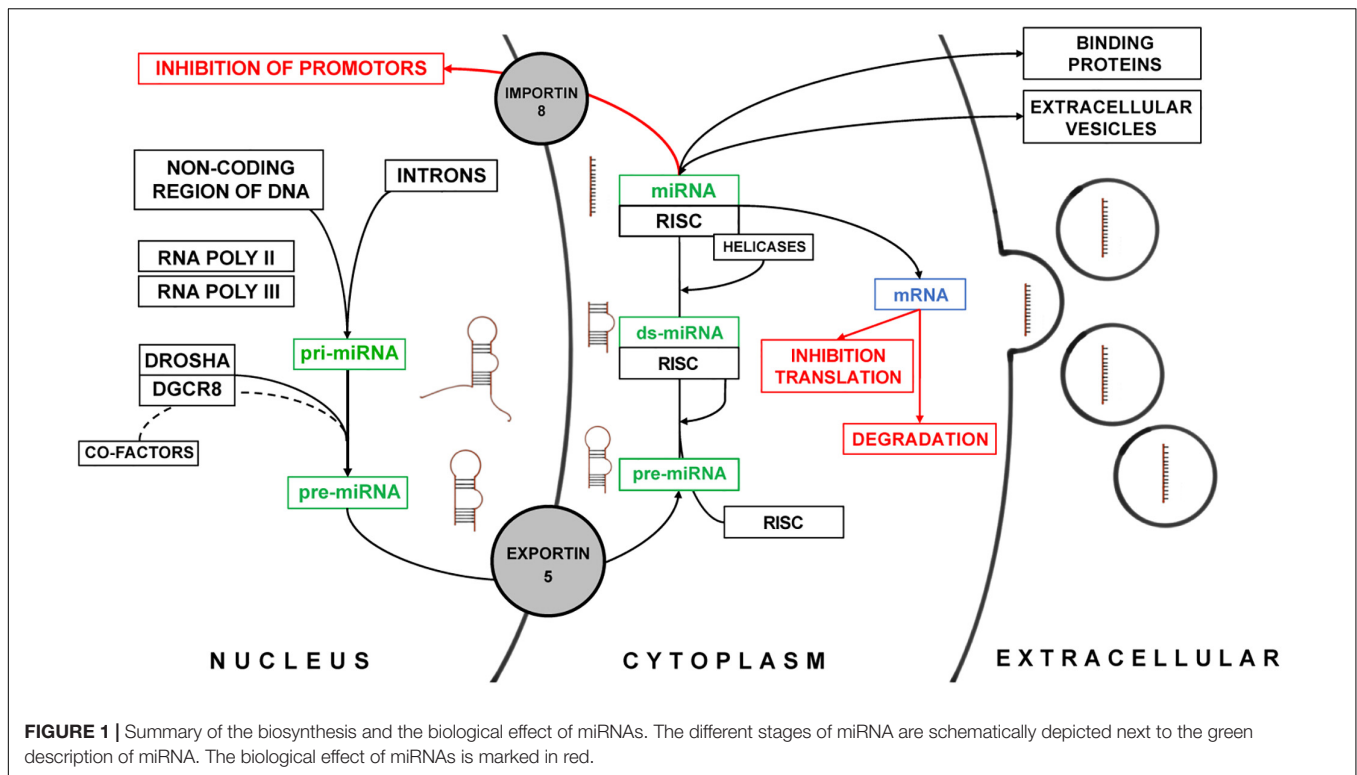 INHIBITION OF PROMOTORS
IMPORTIN
8
BINDING
PROTEINS
EXTRACELLULAR
VESICLES
NON-CODING
REGION OF DNA
INTRONS
miRNA
RISC
HELICASES
RNA POLY II
RNA POLY III
mRNA
pri-miRNA
ds-miRNA
RISC
INHIBITION
TRANSLATION
DROSHA
DGCR8
CO-FACTORS
DEGRADATION
pre-miRNA
pre-miRNA
RISC
EXPORTIN
5
NUCLEUS
CYTOPLASM
EXTRACELLULAR
FIGURE 1 | Summary of the biosynthesis and the biological effect of miRNAs. The different stages of miRNA are schematically depicted next to the green
description of miRNA. The biological effect of miRNAs is marked in red.